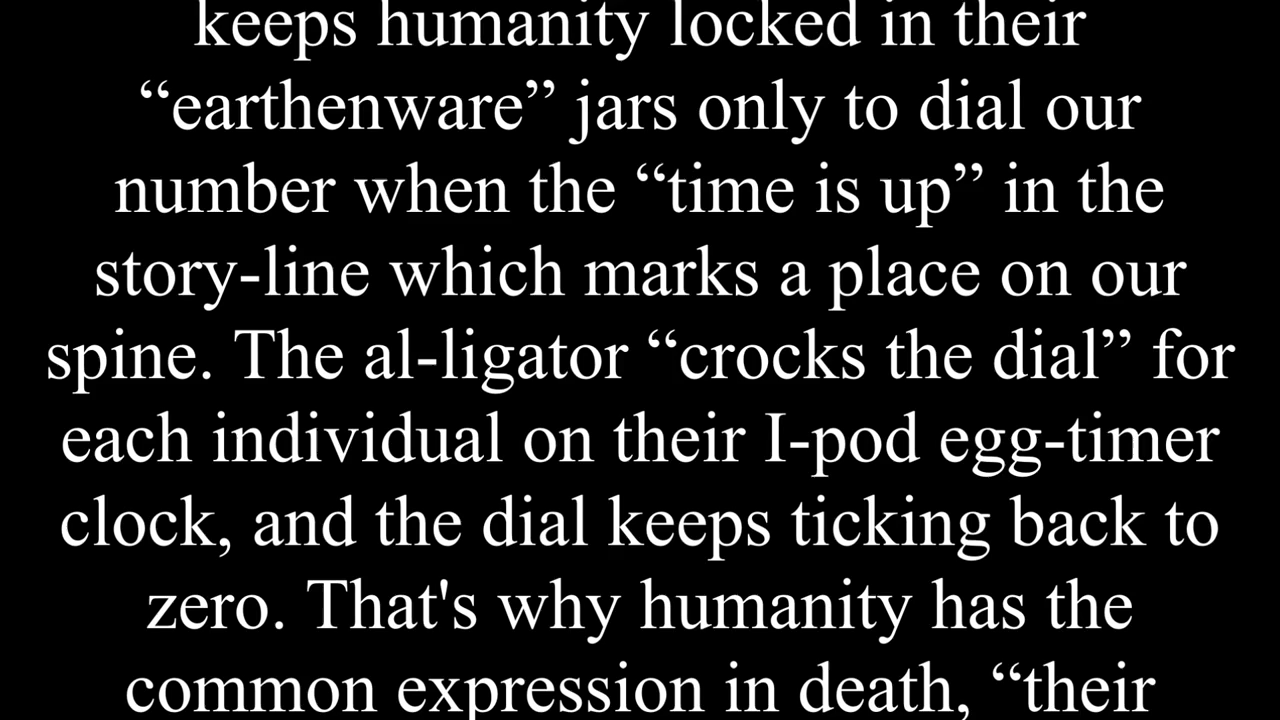 keeps humanity locked in their
“earthenware” jars only to dial our
number when the “time is up” in the
story-line which marks a place on our
spine. The al-ligator “crocks the dial” for
each individual on their I-pod egg-timer
clock, and the dial keeps ticking back to
zero. That's why humanity has the
common expression in death, “their